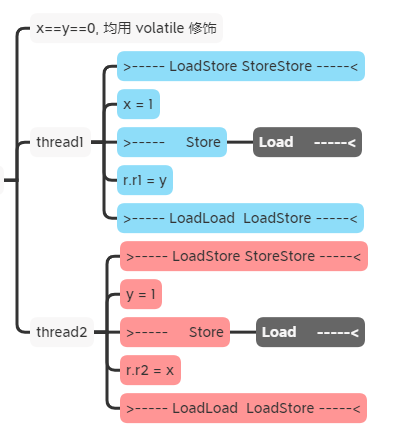 x==y==0, 均用 volatile 修饰
thread1
>----- LoadStore StoreStore -----<
x = 1
>----- Store Load -----<
r.r1 = y
>----- LoadLoad LoadStore -----<
thread2
>----- LoadStore StoreStore -----<
y = 1
>----- Store Load -----<
r.r2 = x
>----- LoadLoad LoadStore -----<